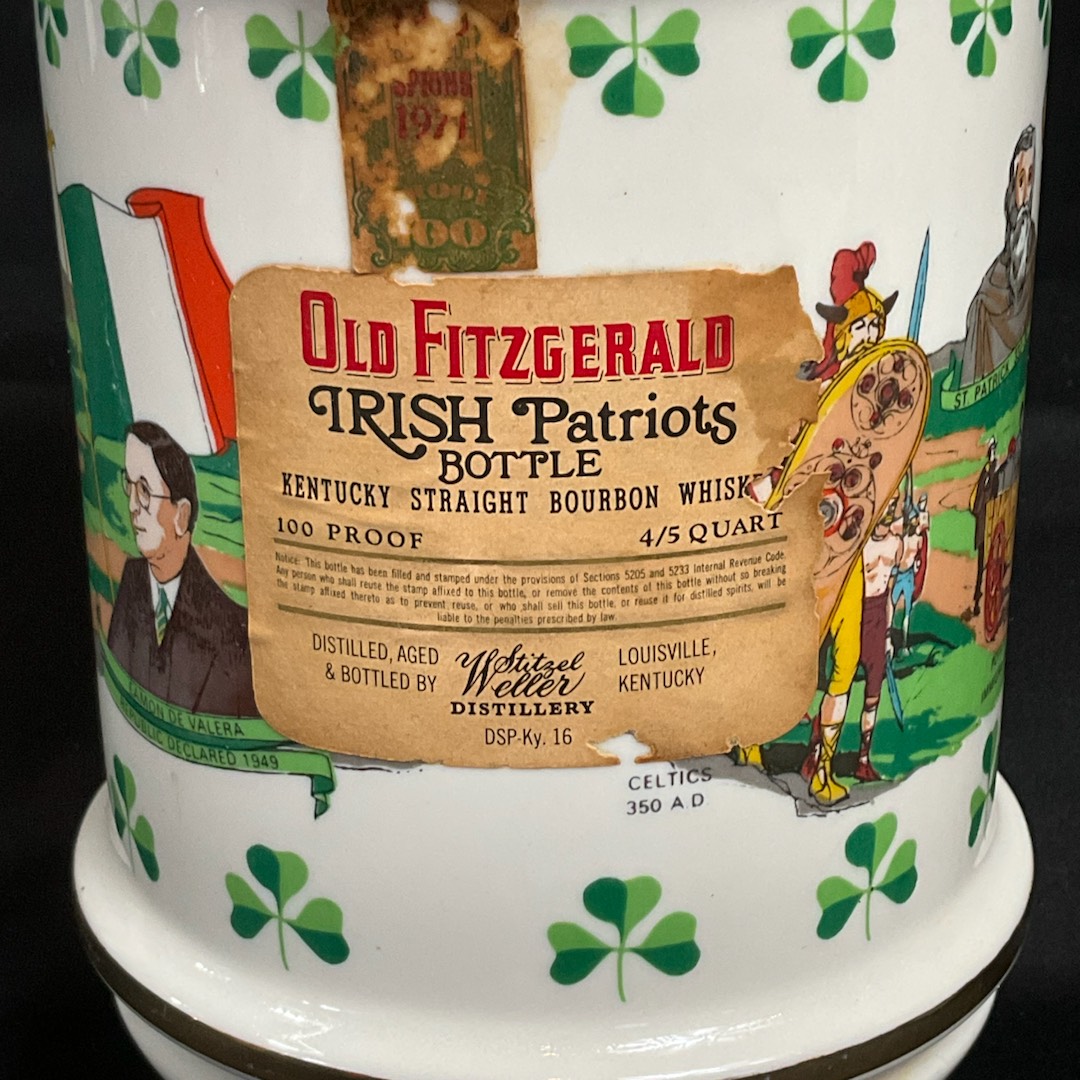 SPRING
100
OLD FITZGERALD
IRISH Patriots
BOTTLE
KENTUCKY STRAIGHT BOURBON WHISKE
100 PROOF 4/5 QUART
Notice: This bottle has been filled and stamped under the provisions of Sections 5205 and 5233 Internal Revenue Code.
Any person who shall reuse the stamp affixed to this bottle, or remove the contents of this bottle without so breaking
the stamp affixed thereto as to prevent reuse, or who shall sell this bottle, or reuse it for distilled spirits, will be
liable to the penalties prescribed by law.
DISTILLED, AGED
& BOTTLED BY
Stitzel
Weller
DISTILLERY
LOUISVILLE,
KENTUCKY
DSP-Ky. 16
EAMON DE VALERA
REPUBLIC DECLARED 1949
CELTICS
350 A.D.
ST. PATRICK